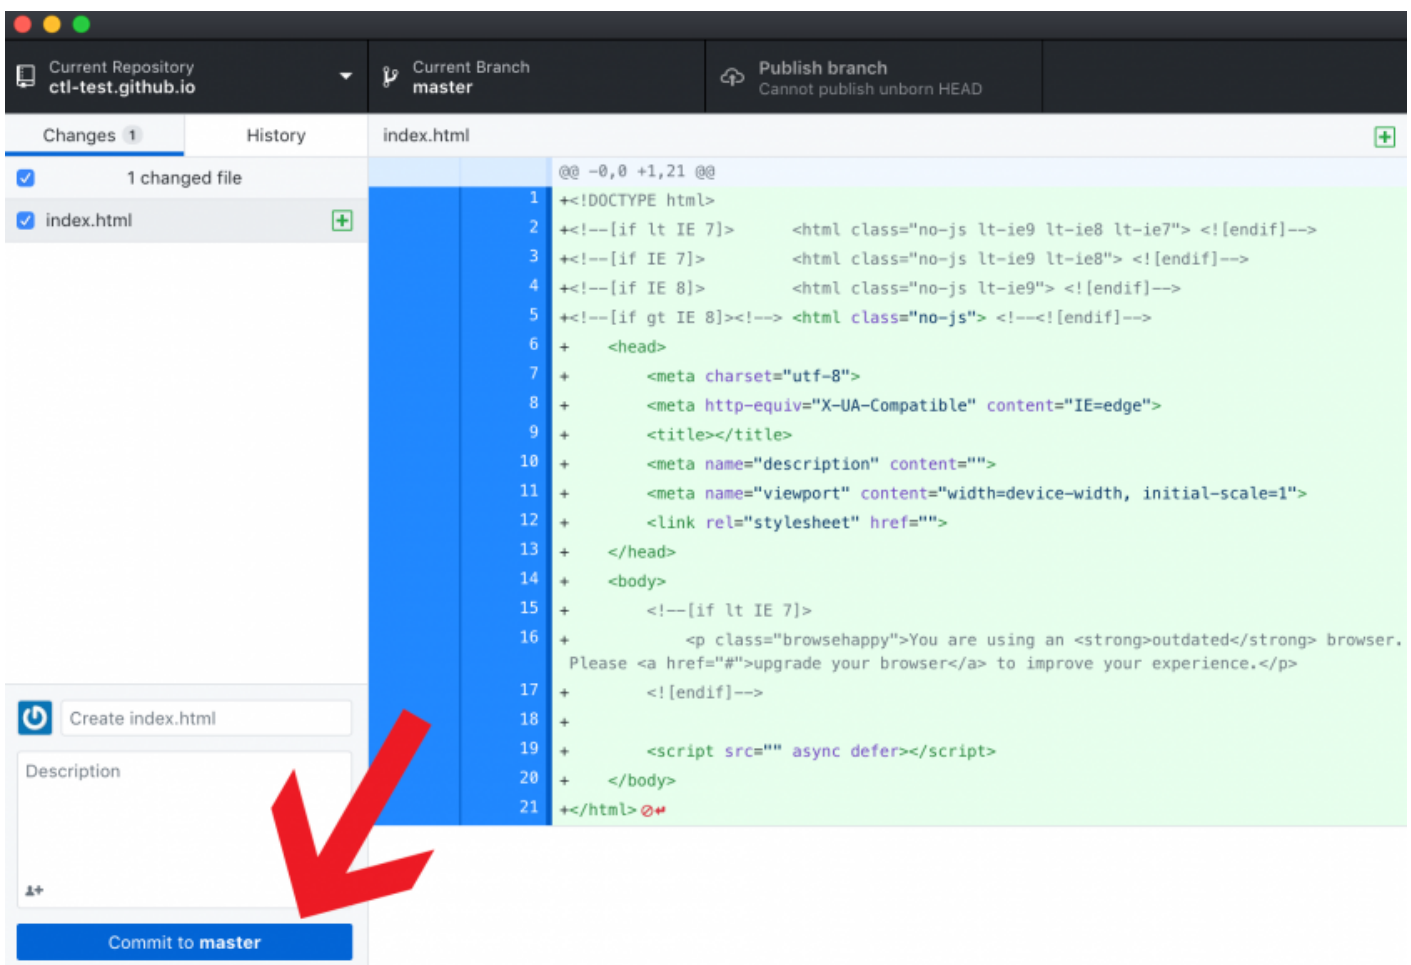 Current Repository
ctl-test.github.io
Current Branch
master
Publish branch
Cannot publish unborn HEAD
Changes 1
History
index.html
1 changed file
index.html
@@ -0,0 +1,21 @@
1 +<!DOCTYPE html>
2 +<!--[if lt IE 7]>      <html class="no-js lt-ie9 lt-ie8 lt-ie7"> <![endif]-->
3 +<!--[if IE 7]>         <html class="no-js lt-ie9 lt-ie8"> <![endif]-->
4 +<!--[if IE 8]>         <html class="no-js lt-ie9"> <![endif]-->
5 +<!--[if gt IE 8]><!--> <html class="no-js"> <!--<![endif]-->
6 +    <head>
7 +        <meta charset="utf-8">
8 +        <meta http-equiv="X-UA-Compatible" content="IE=edge">
9 +        <title></title>
10 +        <meta name="description" content="">
11 +        <meta name="viewport" content="width=device-width, initial-scale=1">
12 +        <link rel="stylesheet" href="">
13 +    </head>
14 +    <body>
15 +        <!--[if lt IE 7]>
16 +            <p class="browsehappy">You are using an <strong>outdated</strong> browser.
Please <a href="#">upgrade your browser</a> to improve your experience.</p>
17 +        <![endif]-->
18 +
19 +        <script src="" async defer></script>
20 +    </body>
21 +</html>
Create index.html
Description
Commit to master